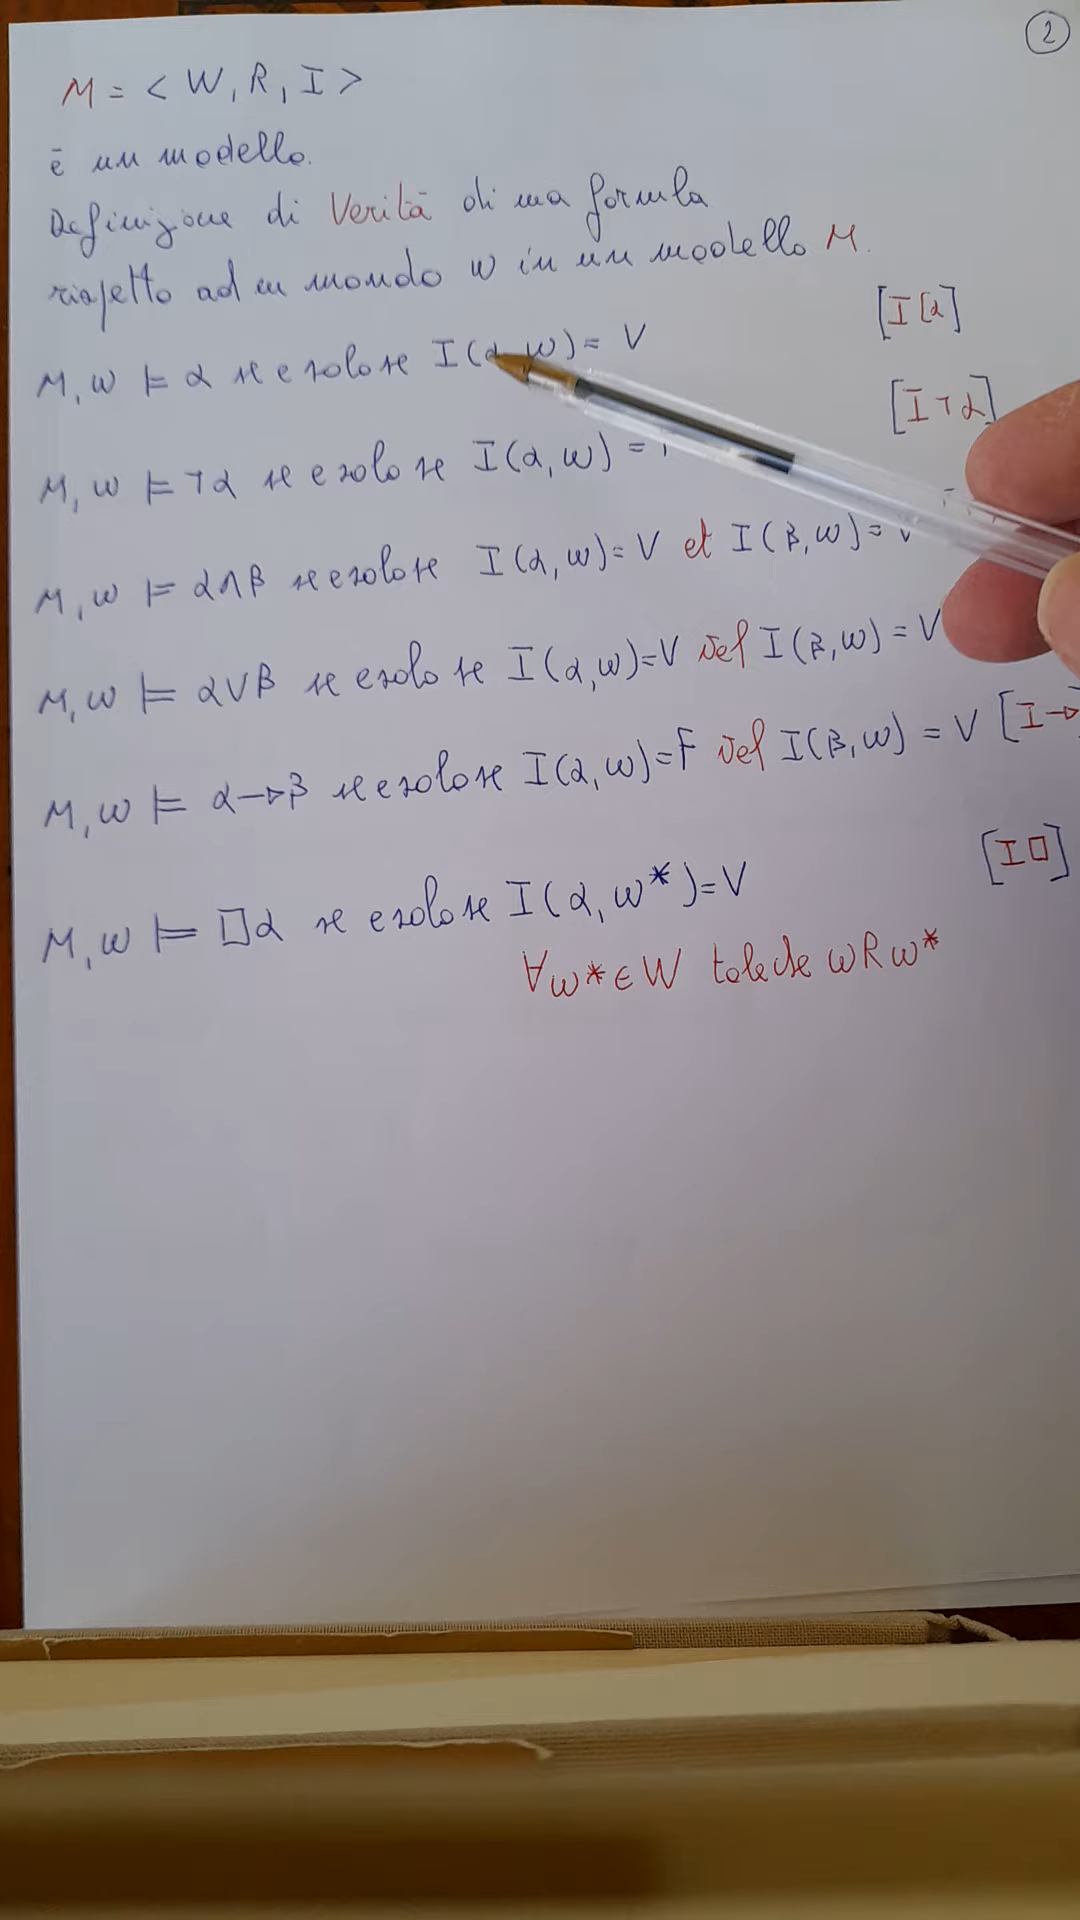 2
M = < W, R, I >
è un modello.
Definizione di Verità di una formula
rispetto ad un mondo w in un modello M.
M, w ⊨ α se e solo se I(α, w) = V [I α]
M, w ⊨ ¬α se e solo se I(α, w) = [I ¬α]
M, w ⊨ α∧β se e solo se I(α, w) = V et I(β, w) = V
M, w ⊨ α∨β se e solo se I(α, w) = V vel I(β, w) = V
M, w ⊨ α→β se e solo se I(α, w) = F vel I(β, w) = V [I→]
M, w ⊨ □α se e solo se I(α, w*) = V [I□]
∀w* ∈ W tale che wRw*